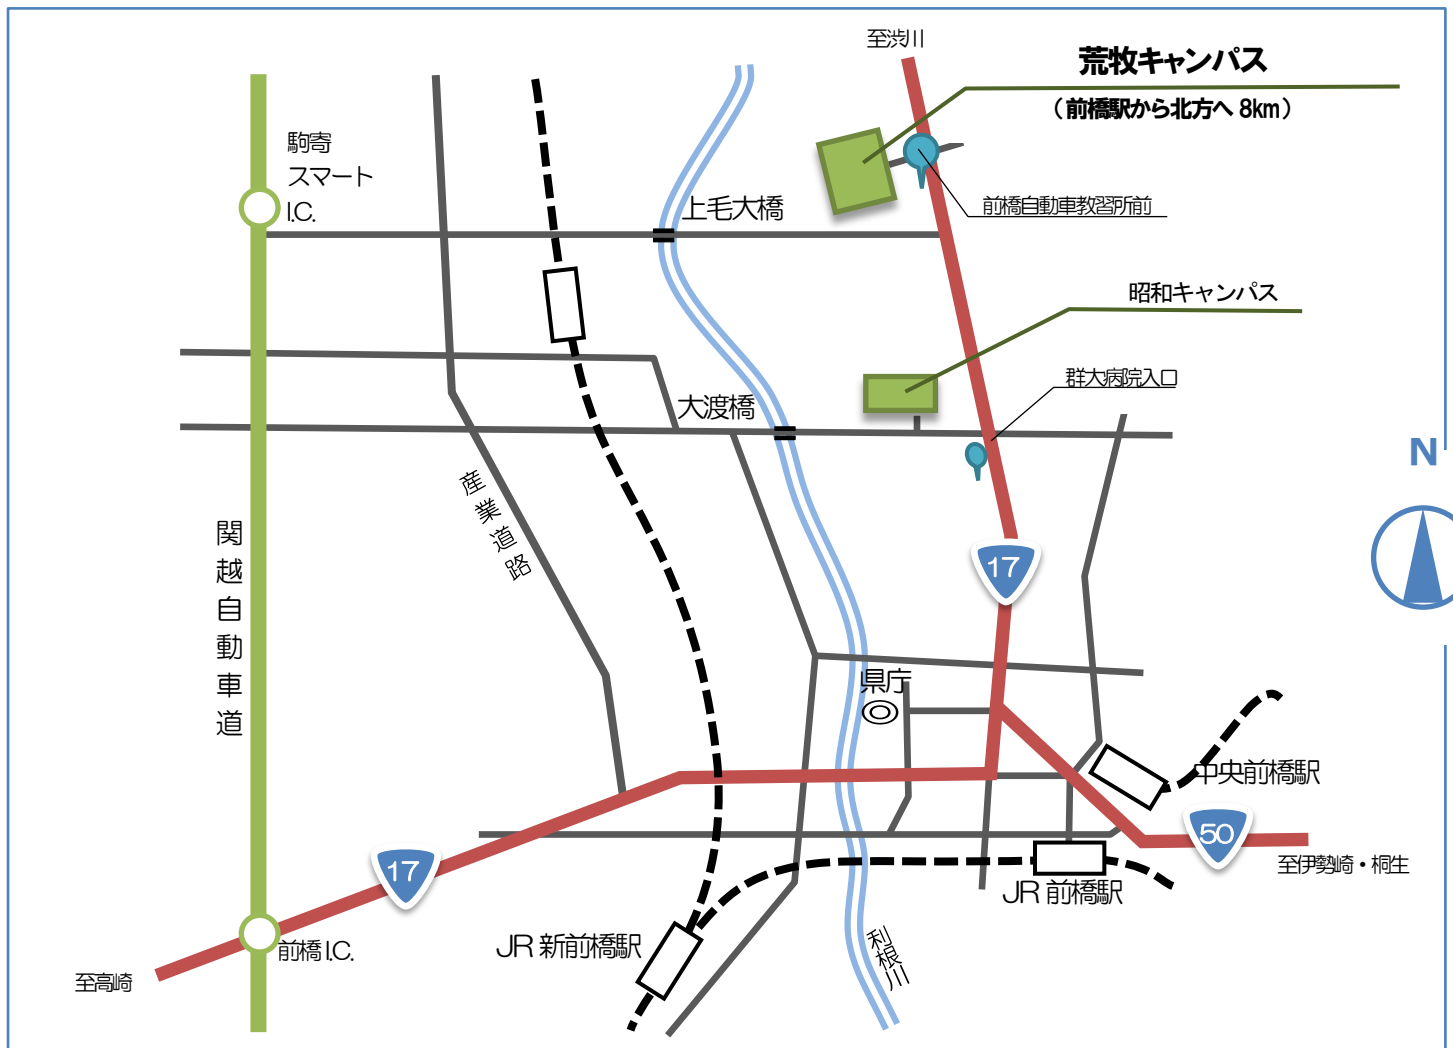 至渋川
荒牧キャンパス
（前橋駅から北方へ 8km）
駒寄
スマート
I.C.
上毛大橋
前橋自動車教習所前
昭和キャンパス
群大病院入口
大渡橋
N
産業道路
関越自動車道
17
県庁
中央前橋駅
50
至伊勢崎・桐生
17
JR 前橋駅
JR 新前橋駅
前橋 I.C.
利根川
至高崎